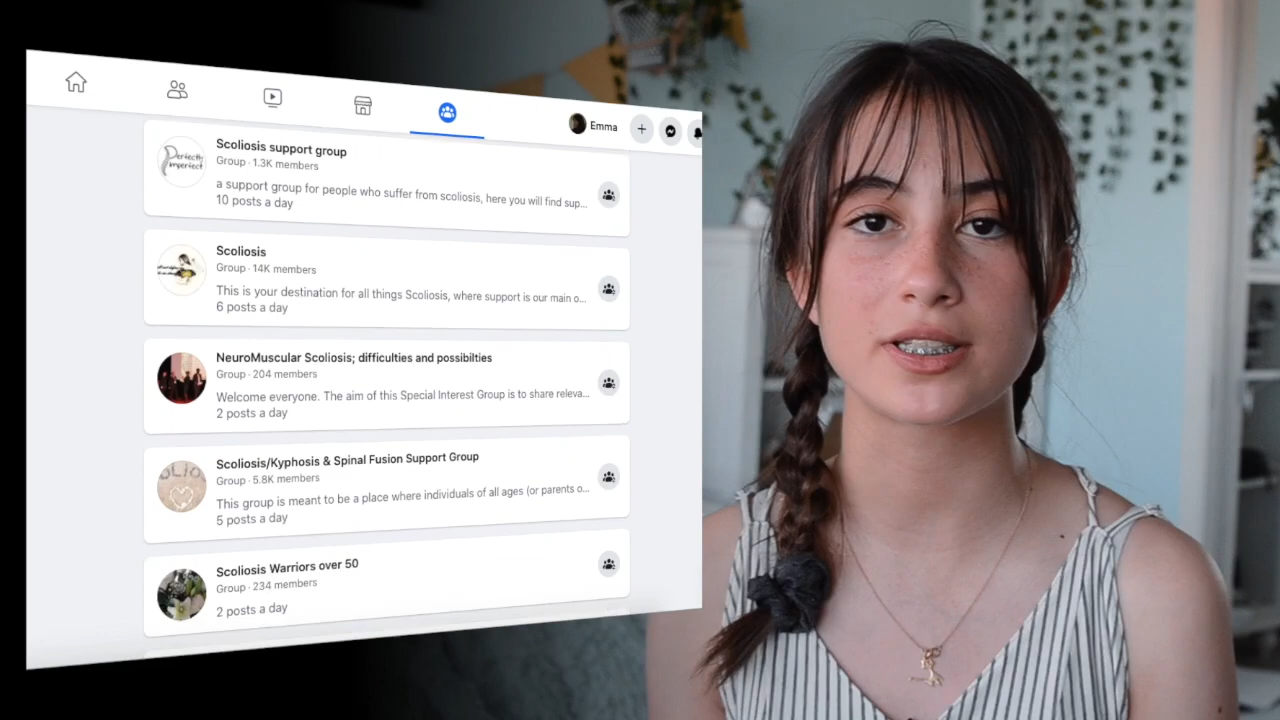 Emma
Scoliosis support group
Group · 1.3K members
a support group for people who suffer from scoliosis, here you will find sup...
10 posts a day
Perfectly
imperfect
Scoliosis
Group · 14K members
This is your destination for all things Scoliosis, where support is our main o...
6 posts a day
NeuroMuscular Scoliosis; difficulties and possibilties
Group · 204 members
Welcome everyone. The aim of this Special Interest Group is to share releva...
2 posts a day
Scoliosis/Kyphosis & Spinal Fusion Support Group
Group · 5.8K members
This group is meant to be a place where individuals of all ages (or parents o...
5 posts a day
Scoliosis Warriors over 50
Group · 234 members
2 posts a day